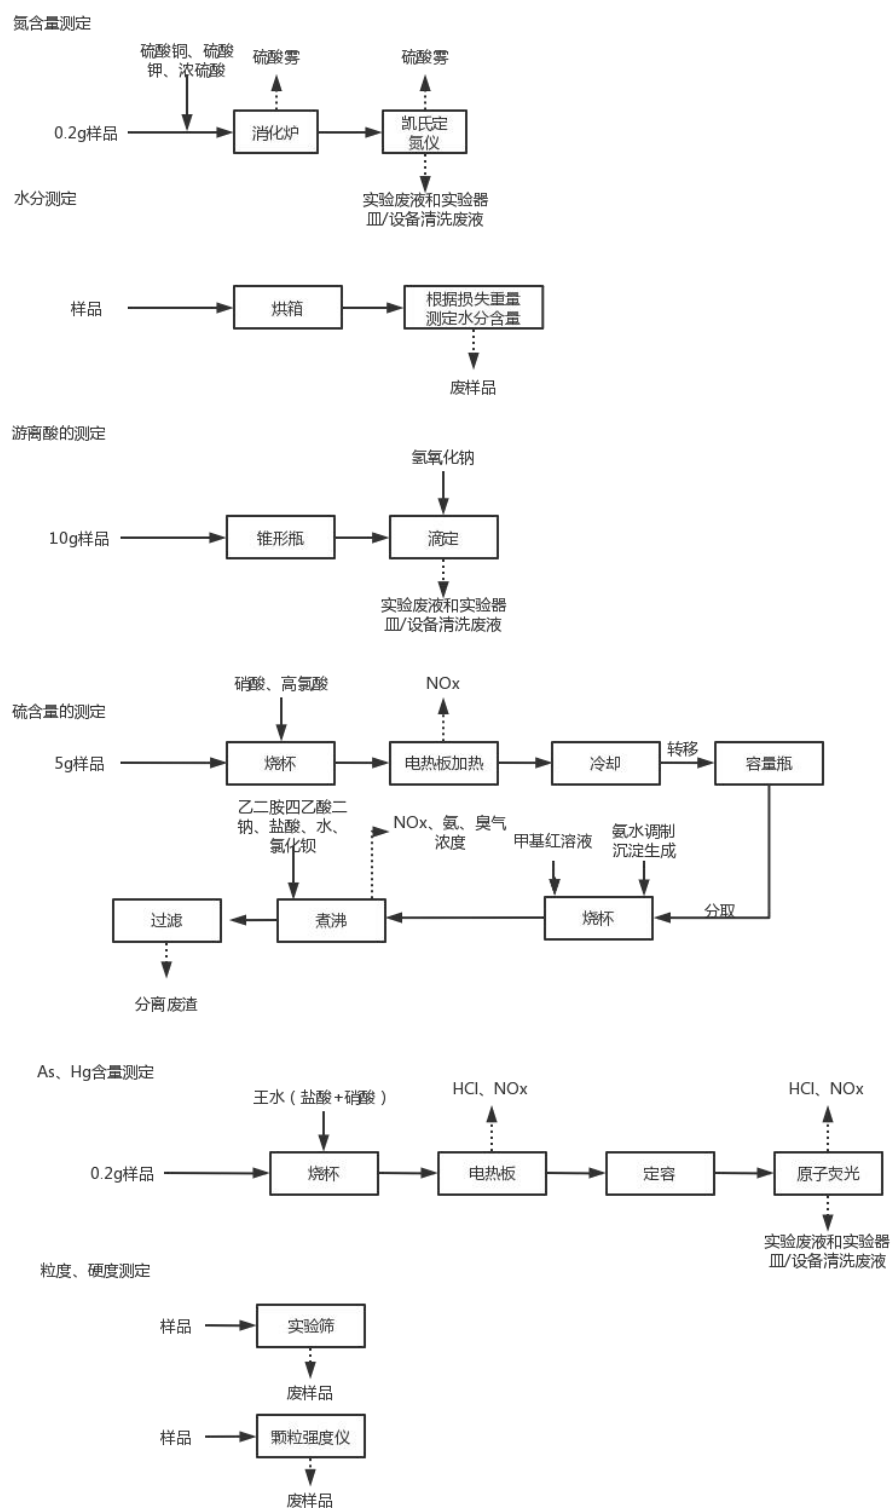 氮含量测定
硫酸铜、硫酸
钾、浓硫酸
硫酸雾
硫酸雾
0.2g样品
消化炉
凯氏定
氮仪
水分测定
实验废液和实验器
皿/设备清洗废液
样品
烘箱
根据损失重量
测定水分含量
废样品
游离酸的测定
氢氧化钠
10g样品
锥形瓶
滴定
实验废液和实验器
皿/设备清洗废液
硝酸、高氯酸
NOx
硫含量的测定
5g样品
烧杯
电热板加热
冷却
转移
容量瓶
乙二胺四乙酸二
钠、盐酸、水、
氯化钡
NOx、氨、臭气
浓度
甲基红溶液
氨水调制
沉淀生成
过滤
煮沸
烧杯
分取
分离废渣
As、Hg含量测定
王水（盐酸+硝酸）
HCl、NOx
HCl、NOx
0.2g样品
烧杯
电热板
定容
原子荧光
实验废液和实验器
皿/设备清洗废液
粒度、硬度测定
样品
实验筛
废样品
样品
颗粒强度仪
废样品